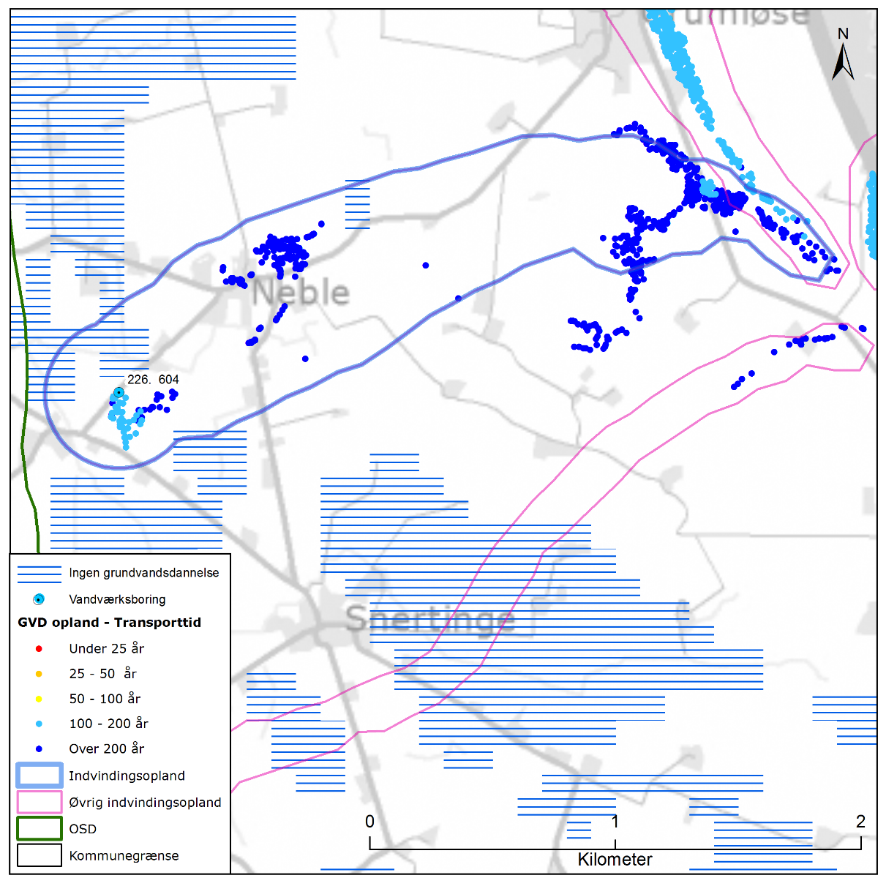 N
Neble
226. 604
Snertinge
Ingen grundvandsdannelse
Vandværksboring
GVD opland - Transporttid
Under 25 år
25 - 50 år
50 - 100 år
100 - 200 år
Over 200 år
Indvindingsopland
Øvrig indvindingsopland
OSD
Kommunegrænse
0 1 2
Kilometer